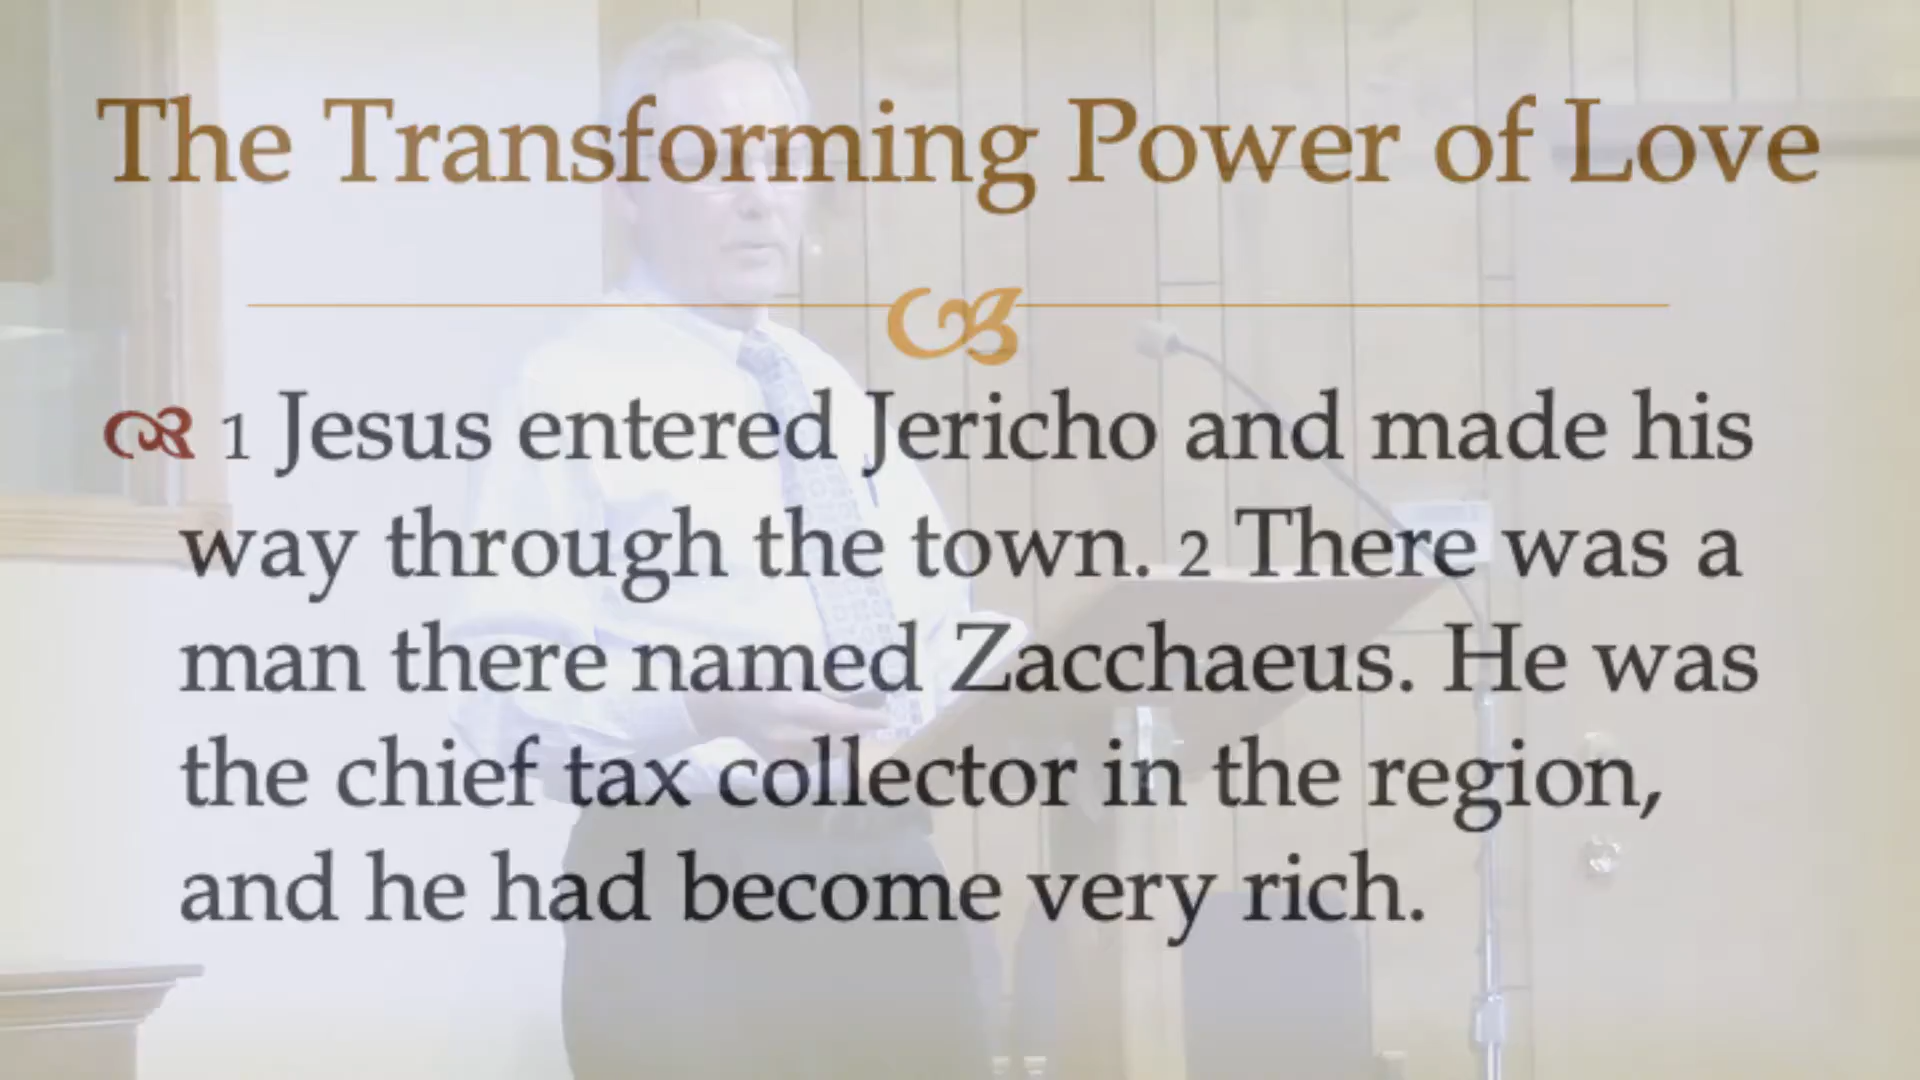 The Transforming Power of Love
1 Jesus entered Jericho and made his
way through the town. 2 There was a
man there named Zacchaeus. He was
the chief tax collector in the region,
and he had become very rich.